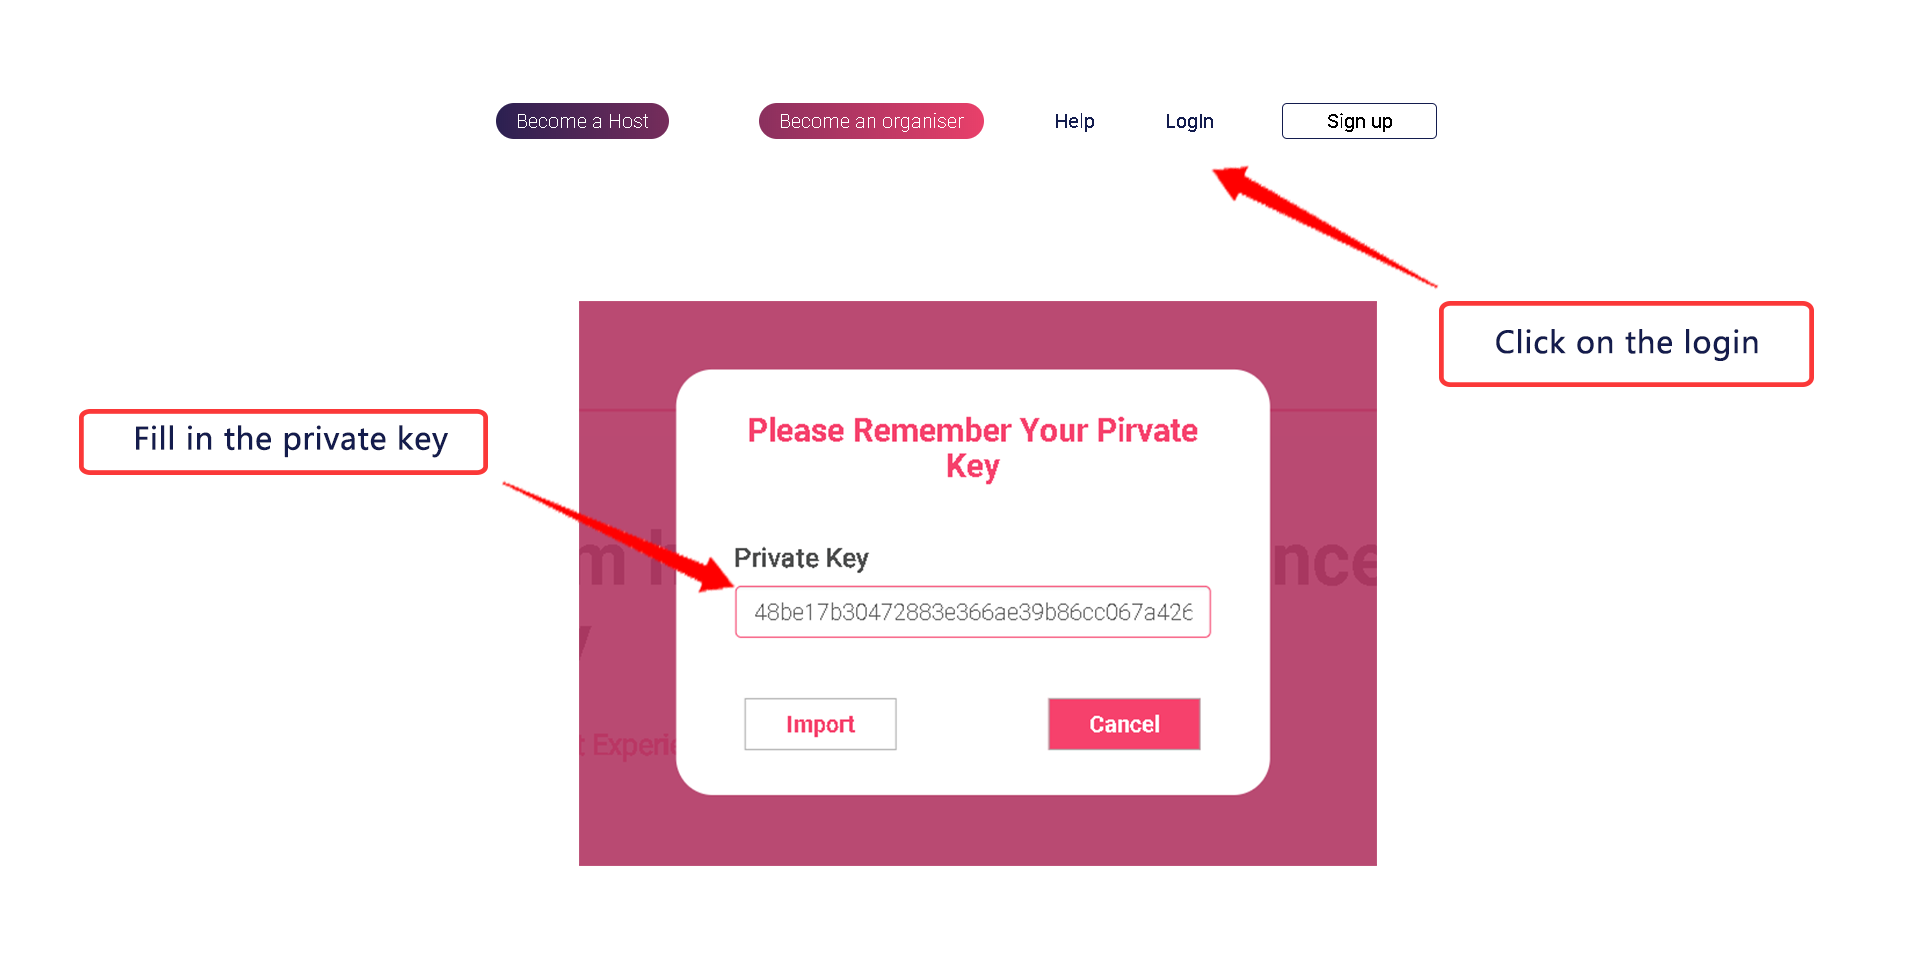 Become a Host
Become an organiser
Help
LogIn
Sign up
Click on the login
Fill in the private key
Please Remember Your Pirvate
Key
Private Key
48be17b30472883e366ae39b86cc067a426
Import
Cancel
t Experie
nce